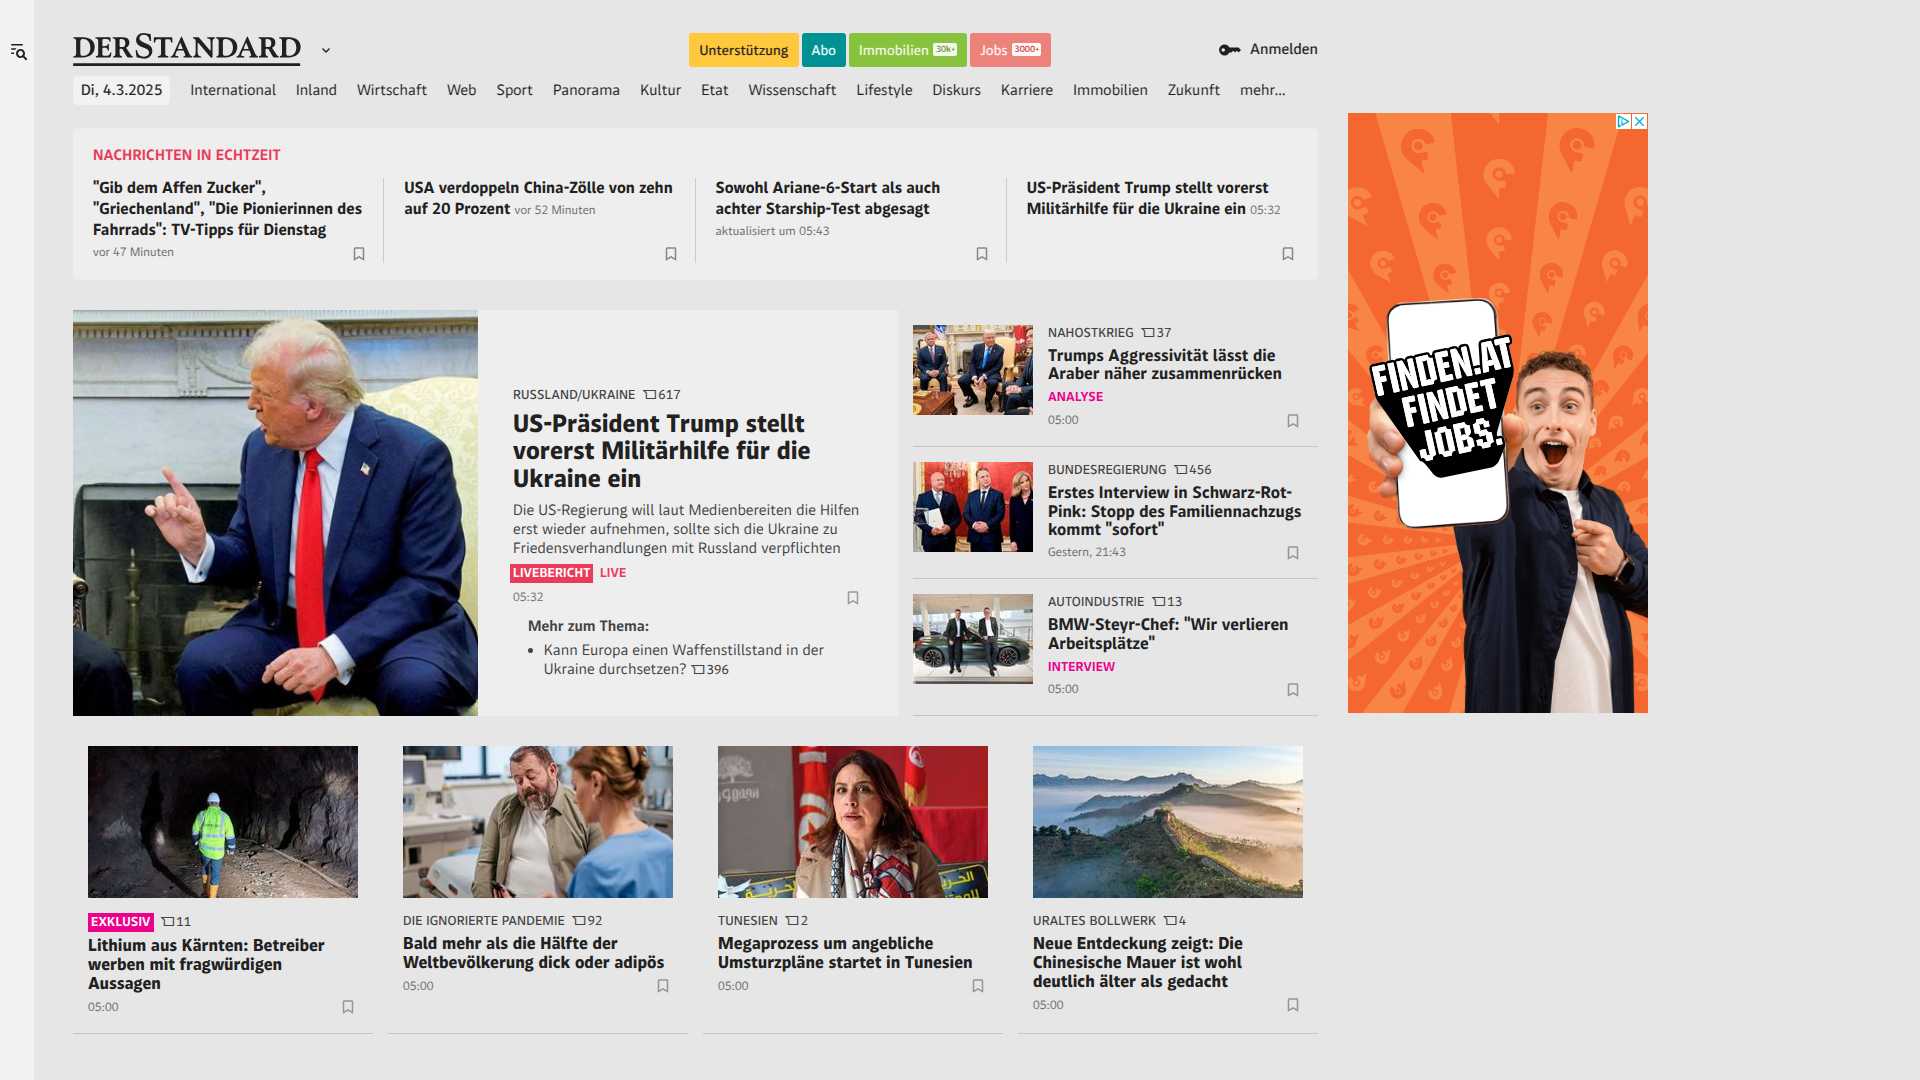 DERSTANDARD
Unterstützung
Abo
Immobilien 30k+
Jobs 3000+
Anmelden
Di, 4.3.2025
International
Inland
Wirtschaft
Web
Sport
Panorama
Kultur
Etat
Wissenschaft
Lifestyle
Diskurs
Karriere
Immobilien
Zukunft
mehr...
NACHRICHTEN IN ECHTZEIT
"Gib dem Affen Zucker",
"Griechenland", "Die Pionierinnen des
Fahrrads": TV-Tipps für Dienstag
vor 47 Minuten
USA verdoppeln China-Zölle von zehn
auf 20 Prozent vor 52 Minuten
Sowohl Ariane-6-Start als auch
achter Starship-Test abgesagt
aktualisiert um 05:43
US-Präsident Trump stellt vorerst
Militärhilfe für die Ukraine ein 05:32
RUSSLAND/UKRAINE 617
US-Präsident Trump stellt
vorerst Militärhilfe für die
Ukraine ein
Die US-Regierung will laut Medienbereiten die Hilfen
erst wieder aufnehmen, sollte sich die Ukraine zu
Friedensverhandlungen mit Russland verpflichten
LIVEBERICHT LIVE
05:32
Mehr zum Thema:
• Kann Europa einen Waffenstillstand in der
Ukraine durchsetzen? 396
NAHOSTKRIEG 37
Trumps Aggressivität lässt die
Araber näher zusammenrücken
ANALYSE
05:00
BUNDESREGIERUNG 456
Erstes Interview in Schwarz-Rot-
Pink: Stopp des Familiennachzugs
kommt "sofort"
Gestern, 21:43
AUTOINDUSTRIE 13
BMW-Steyr-Chef: "Wir verlieren
Arbeitsplätze"
INTERVIEW
05:00
FINDEN.AT
FINDET
JOBS.
EXKLUSIV 11
Lithium aus Kärnten: Betreiber
werben mit fragwürdigen
Aussagen
05:00
DIE IGNORIERTE PANDEMIE 92
Bald mehr als die Hälfte der
Weltbevölkerung dick oder adipös
05:00
TUNESIEN 2
Megaprozess um angebliche
Umsturzpläne startet in Tunesien
05:00
URALTES BOLLWERK 4
Neue Entdeckung zeigt: Die
Chinesische Mauer ist wohl
deutlich älter als gedacht
05:00